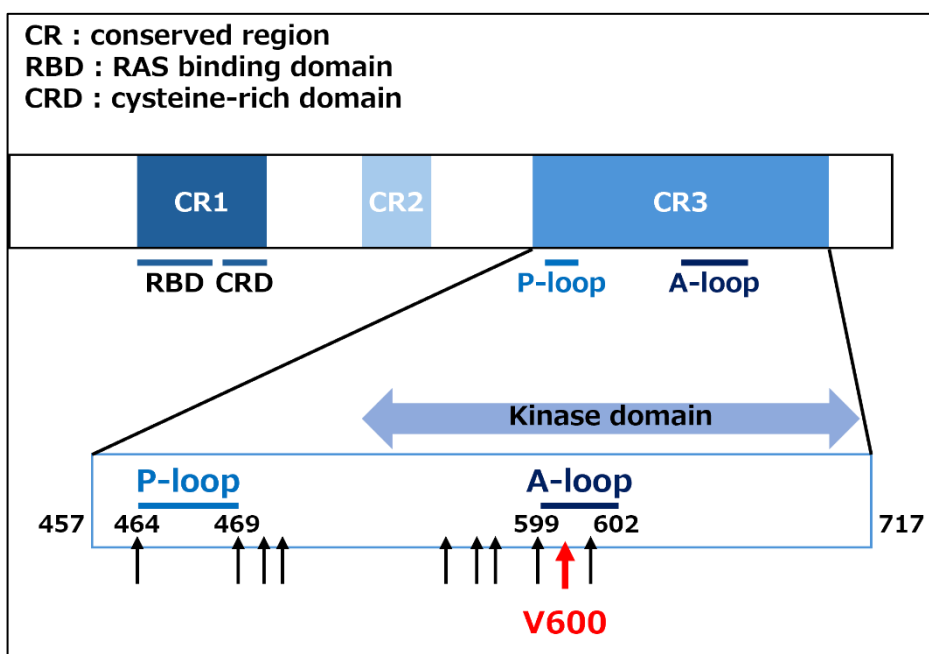 CR : conserved region
RBD : RAS binding domain
CRD : cysteine-rich domain
CR1 CR2 CR3
RBD CRD P-loop A-loop
Kinase domain
P-loop A-loop
457 464 469 599 602 717
V600